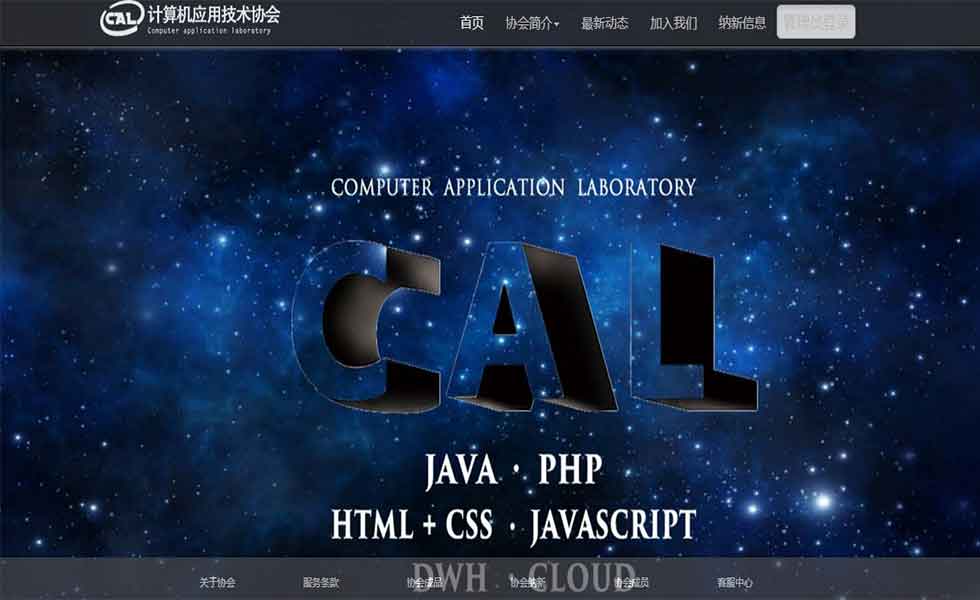 CAL 计算机应用技术协会
Computer application laboratory
首页 协会简介 最新动态 加入我们 纳新信息
COMPUTER APPLICATION LABORATORY
CAL
JAVA · PHP
HTML + CSS · JAVASCRIPT
DWH · CLOUD
关于协会 服务条款 协会成品 协会纳新 协会成员 客服中心